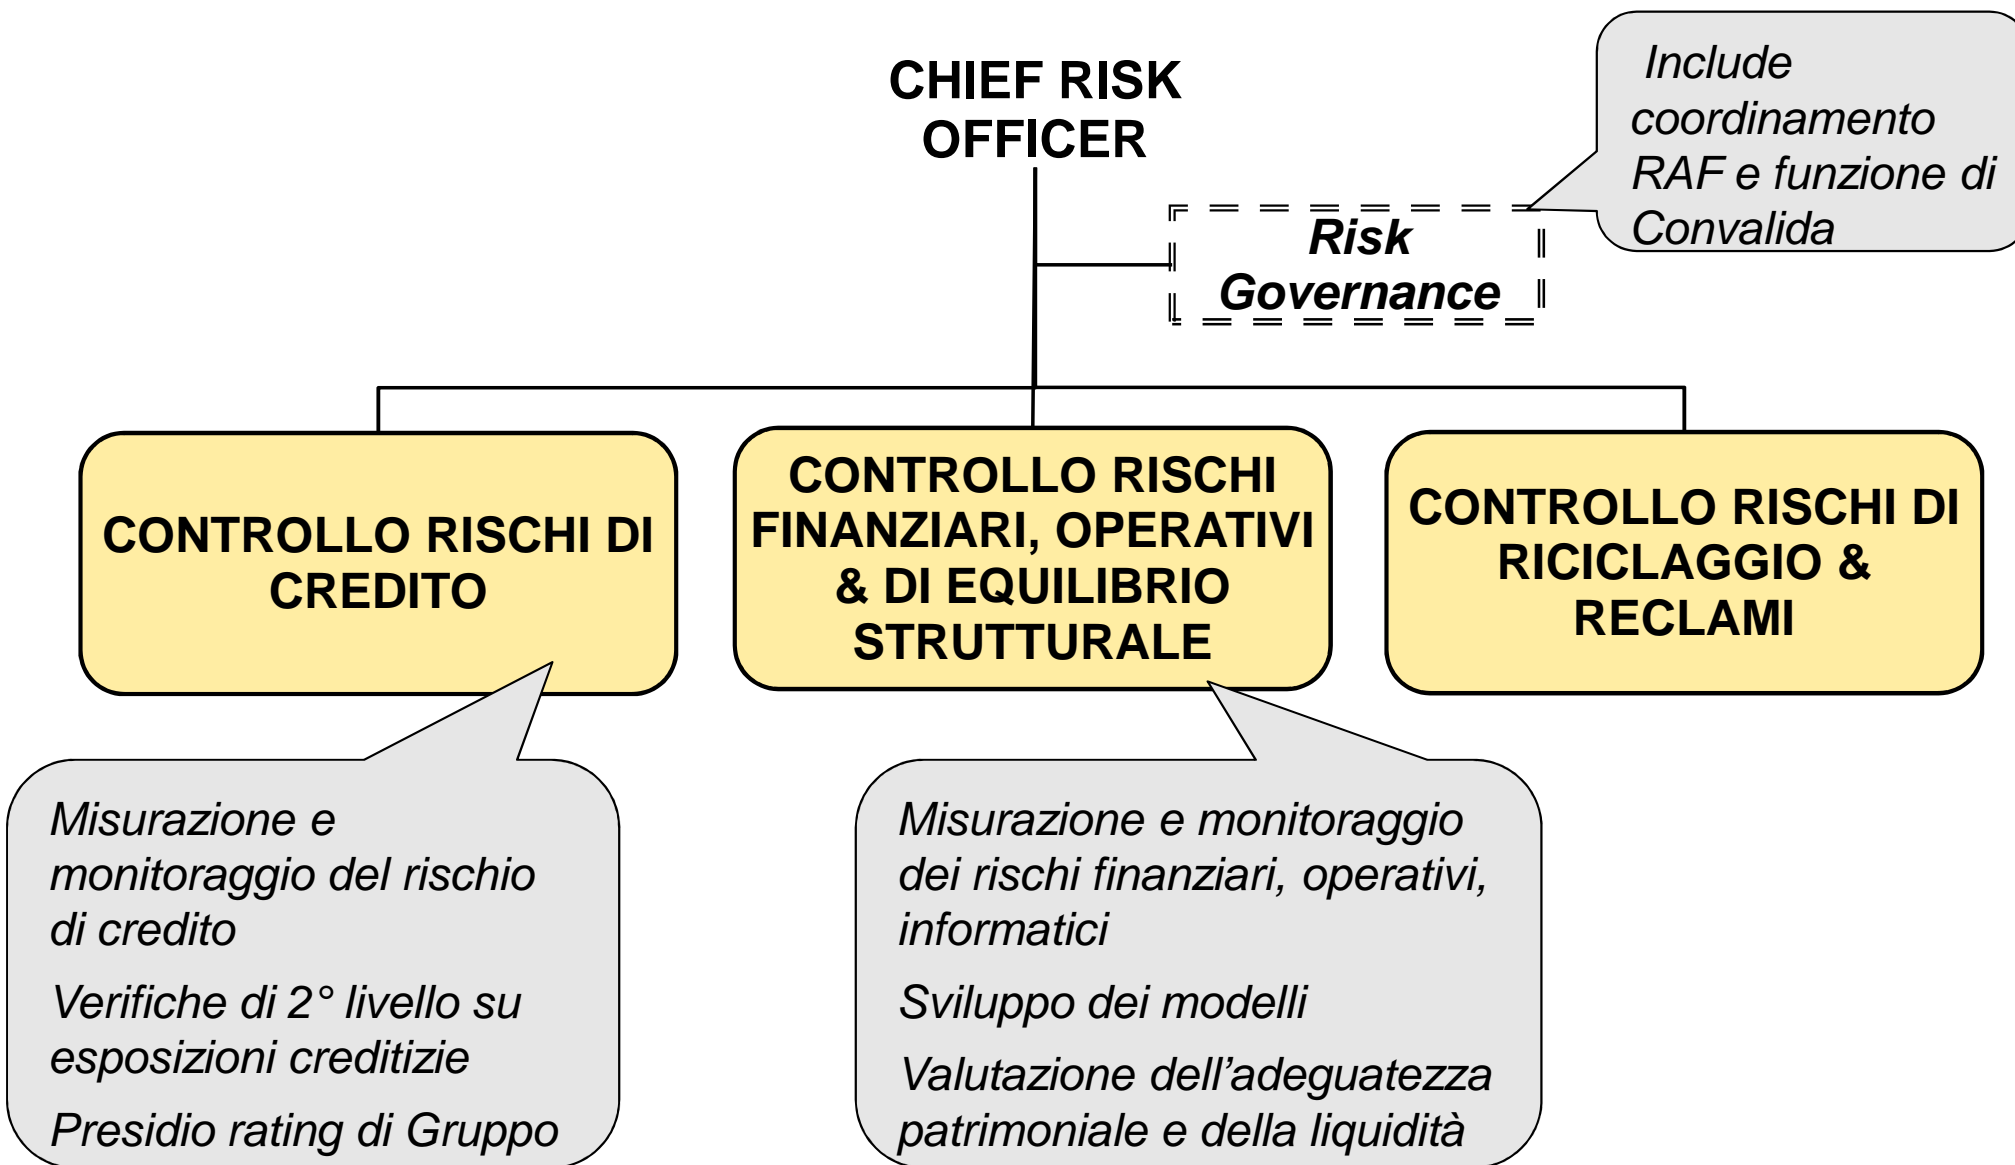 CHIEF RISK
OFFICER
Include
coordinamento
RAF e funzione di
Convalida
Risk
Governance
CONTROLLO RISCHI DI
CREDITO
CONTROLLO RISCHI
FINANZIARI, OPERATIVI
& DI EQUILIBRIO
STRUTTURALE
CONTROLLO RISCHI DI
RICICLAGGIO &
RECLAMI
Misurazione e
monitoraggio del rischio
di credito
Verifiche di 2° livello su
esposizioni creditizie
Presidio rating di Gruppo
Misurazione e monitoraggio
dei rischi finanziari, operativi,
informatici
Sviluppo dei modelli
Valutazione dell’adeguatezza
patrimoniale e della liquidità